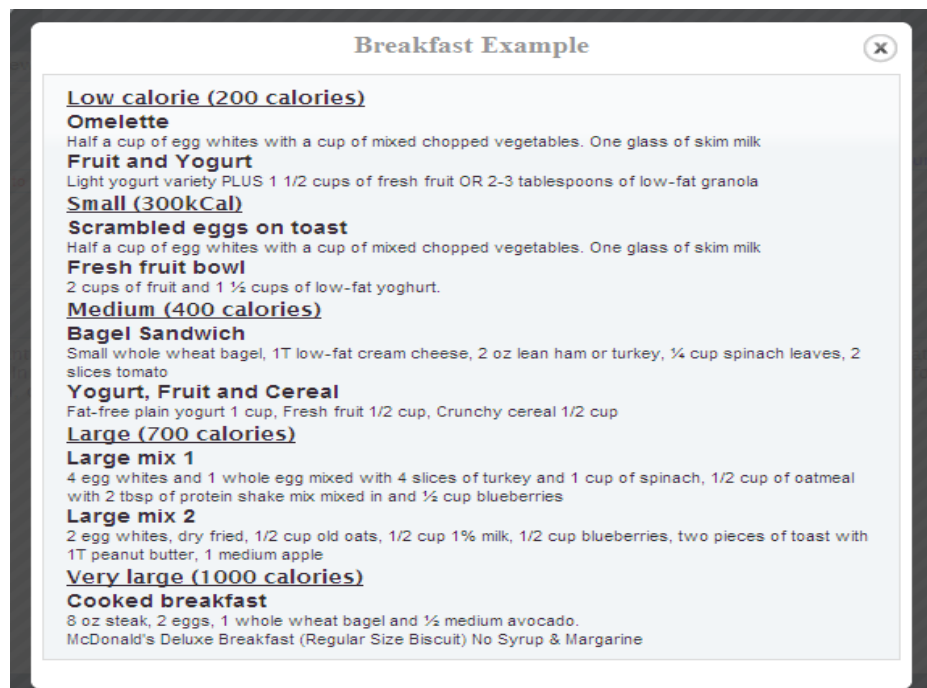 Breakfast Example
Low calorie (200 calories)
Omelette
Half a cup of egg whites with a cup of mixed chopped vegetables. One glass of skim milk
Fruit and Yogurt
Light yogurt variety PLUS 1 1/2 cups of fresh fruit OR 2-3 tablespoons of low-fat granola
Small (300kCal)
Scrambled eggs on toast
Half a cup of egg whites with a cup of mixed chopped vegetables. One glass of skim milk
Fresh fruit bowl
2 cups of fruit and 1 ½ cups of low-fat yoghurt.
Medium (400 calories)
Bagel Sandwich
Small whole wheat bagel, 1T low-fat cream cheese, 2 oz lean ham or turkey, ¼ cup spinach leaves, 2
slices tomato
Yogurt, Fruit and Cereal
Fat-free plain yogurt 1 cup, Fresh fruit 1/2 cup, Crunchy cereal 1/2 cup
Large (700 calories)
Large mix 1
4 egg whites and 1 whole egg mixed with 4 slices of turkey and 1 cup of spinach, 1/2 cup of oatmeal
with 2 tbsp of protein shake mix mixed in and ½ cup blueberries
Large mix 2
2 egg whites, dry fried, 1/2 cup old oats, 1/2 cup 1% milk, 1/2 cup blueberries, two pieces of toast with
1T peanut butter, 1 medium apple
Very large (1000 calories)
Cooked breakfast
8 oz steak, 2 eggs, 1 whole wheat bagel and ½ medium avocado.
McDonald's Deluxe Breakfast (Regular Size Biscuit) No Syrup & Margarine